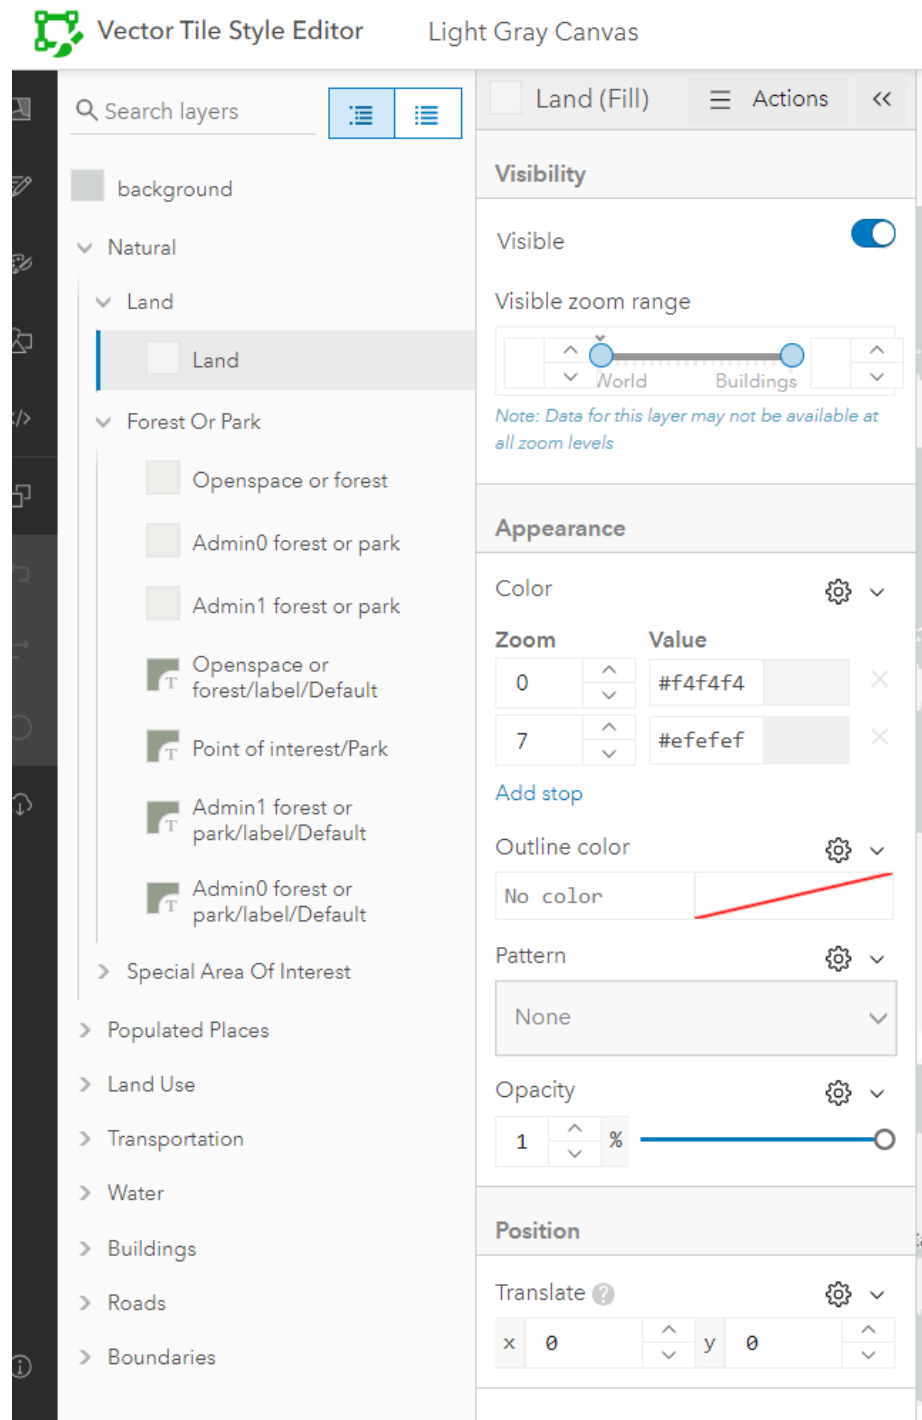 Vector Tile Style Editor
Light Gray Canvas
Search layers
background
Natural
Land
Land
Forest Or Park
Openspace or forest
Admin0 forest or park
Admin1 forest or park
Openspace or
forest/label/Default
Point of interest/Park
Admin1 forest or
park/label/Default
Admin0 forest or
park/label/Default
Special Area Of Interest
Populated Places
Land Use
Transportation
Water
Buildings
Roads
Boundaries
Land (Fill)
Actions
Visibility
Visible
Visible zoom range
World Buildings
Note: Data for this layer may not be available at
all zoom levels
Appearance
Color
Zoom Value
0 #f4f4f4
7 #efefef
Add stop
Outline color
No color
Pattern
None
Opacity
1 %
Position
Translate ?
x 0 y 0